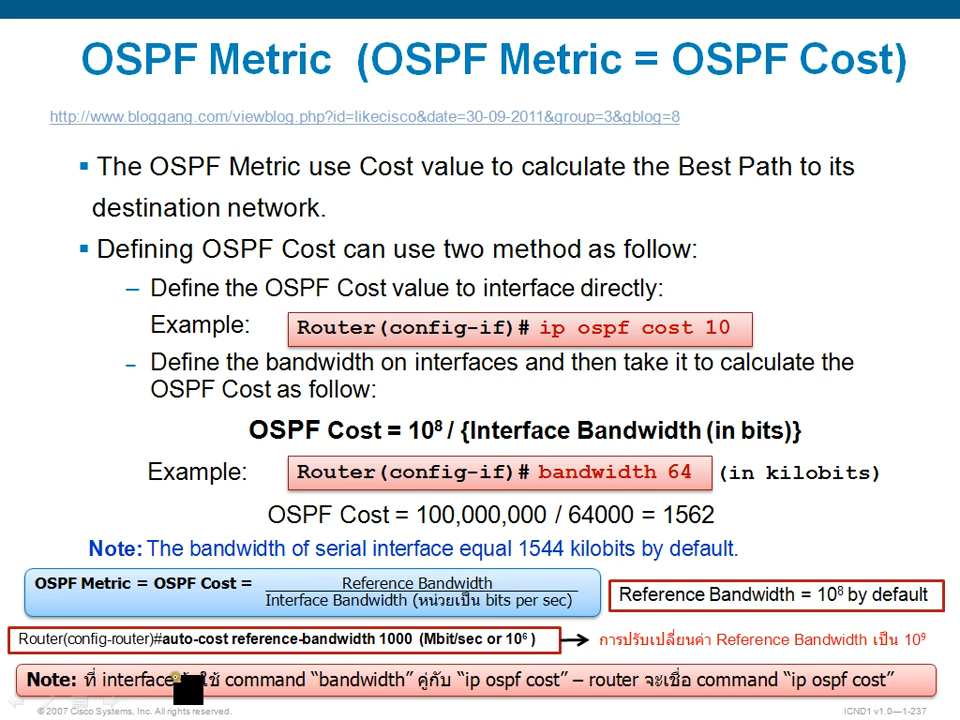 OSPF Metric (OSPF Metric = OSPF Cost)
http://www.bloggang.com/viewblog.php?id=likecisco&date=30-09-2011&group=3&gblog=8
▪ The OSPF Metric use Cost value to calculate the Best Path to its
destination network.
▪ Defining OSPF Cost can use two method as follow:
– Define the OSPF Cost value to interface directly:
Example: Router(config-if)# ip ospf cost 10
– Define the bandwidth on interfaces and then take it to calculate the
OSPF Cost as follow:
OSPF Cost = 10⁸ / {Interface Bandwidth (in bits)}
Example: Router(config-if)# bandwidth 64 (in kilobits)
OSPF Cost = 100,000,000 / 64000 = 1562
Note: The bandwidth of serial interface equal 1544 kilobits by default.
OSPF Metric = OSPF Cost = Reference Bandwidth
Interface Bandwidth (หน่วยเป็น bits per sec)
Reference Bandwidth = 10⁸ by default
Router(config-router)#auto-cost reference-bandwidth 1000 (Mbit/sec or 10⁶ )
การปรับเปลี่ยนค่า Reference Bandwidth เป็น 10⁹
Note: ที่ interface ใช้ command “bandwidth” คู่กับ “ip ospf cost” – router จะเชื่อ command “ip ospf cost”
© 2007 Cisco Systems, Inc. All rights reserved.
ICND1 v1.0—1-237